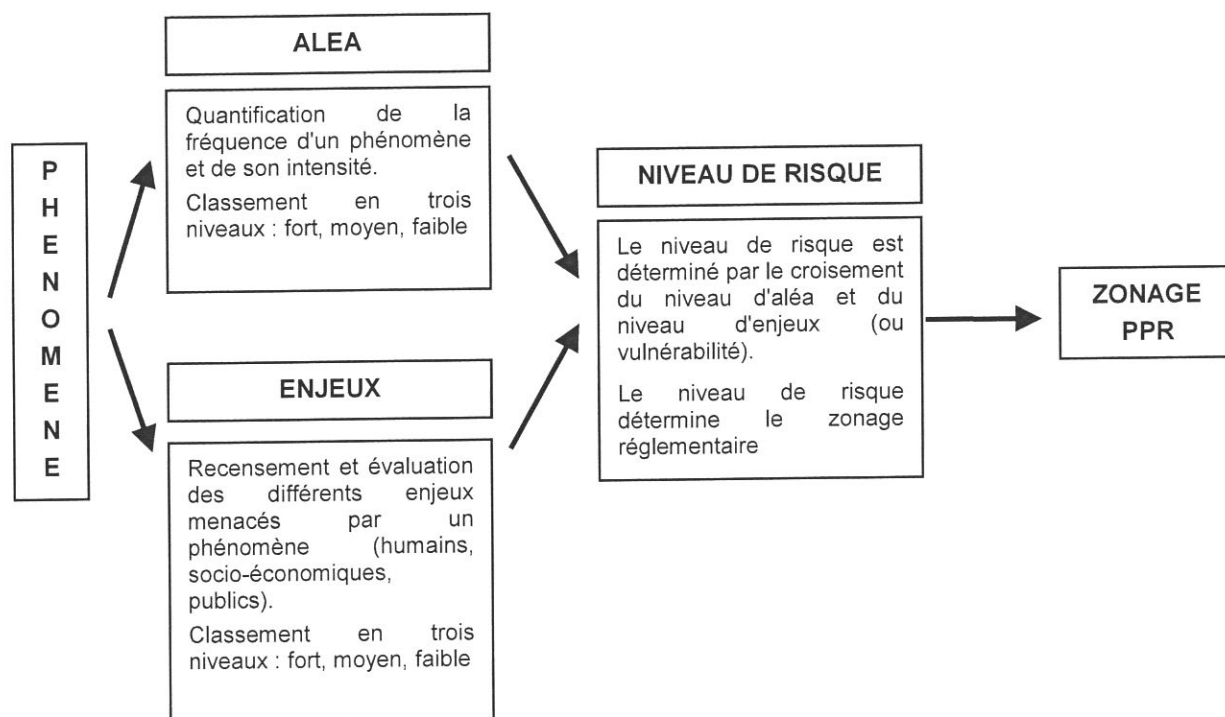 P
H
E
N
O
M
E
N
E
ALEA
Quantification de la
fréquence d'un phénomène
et de son intensité.
Classement en trois
niveaux : fort, moyen, faible
ENJEUX
Recensement et évaluation
des différents enjeux
menacés par un
phénomène (humains,
socio-économiques,
publics).
Classement en trois
niveaux : fort, moyen, faible
NIVEAU DE RISQUE
Le niveau de risque est
déterminé par le croisement
du niveau d'aléa et du
niveau d'enjeux (ou
vulnérabilité).
Le niveau de risque
détermine le zonage
réglementaire
ZONAGE
PPR